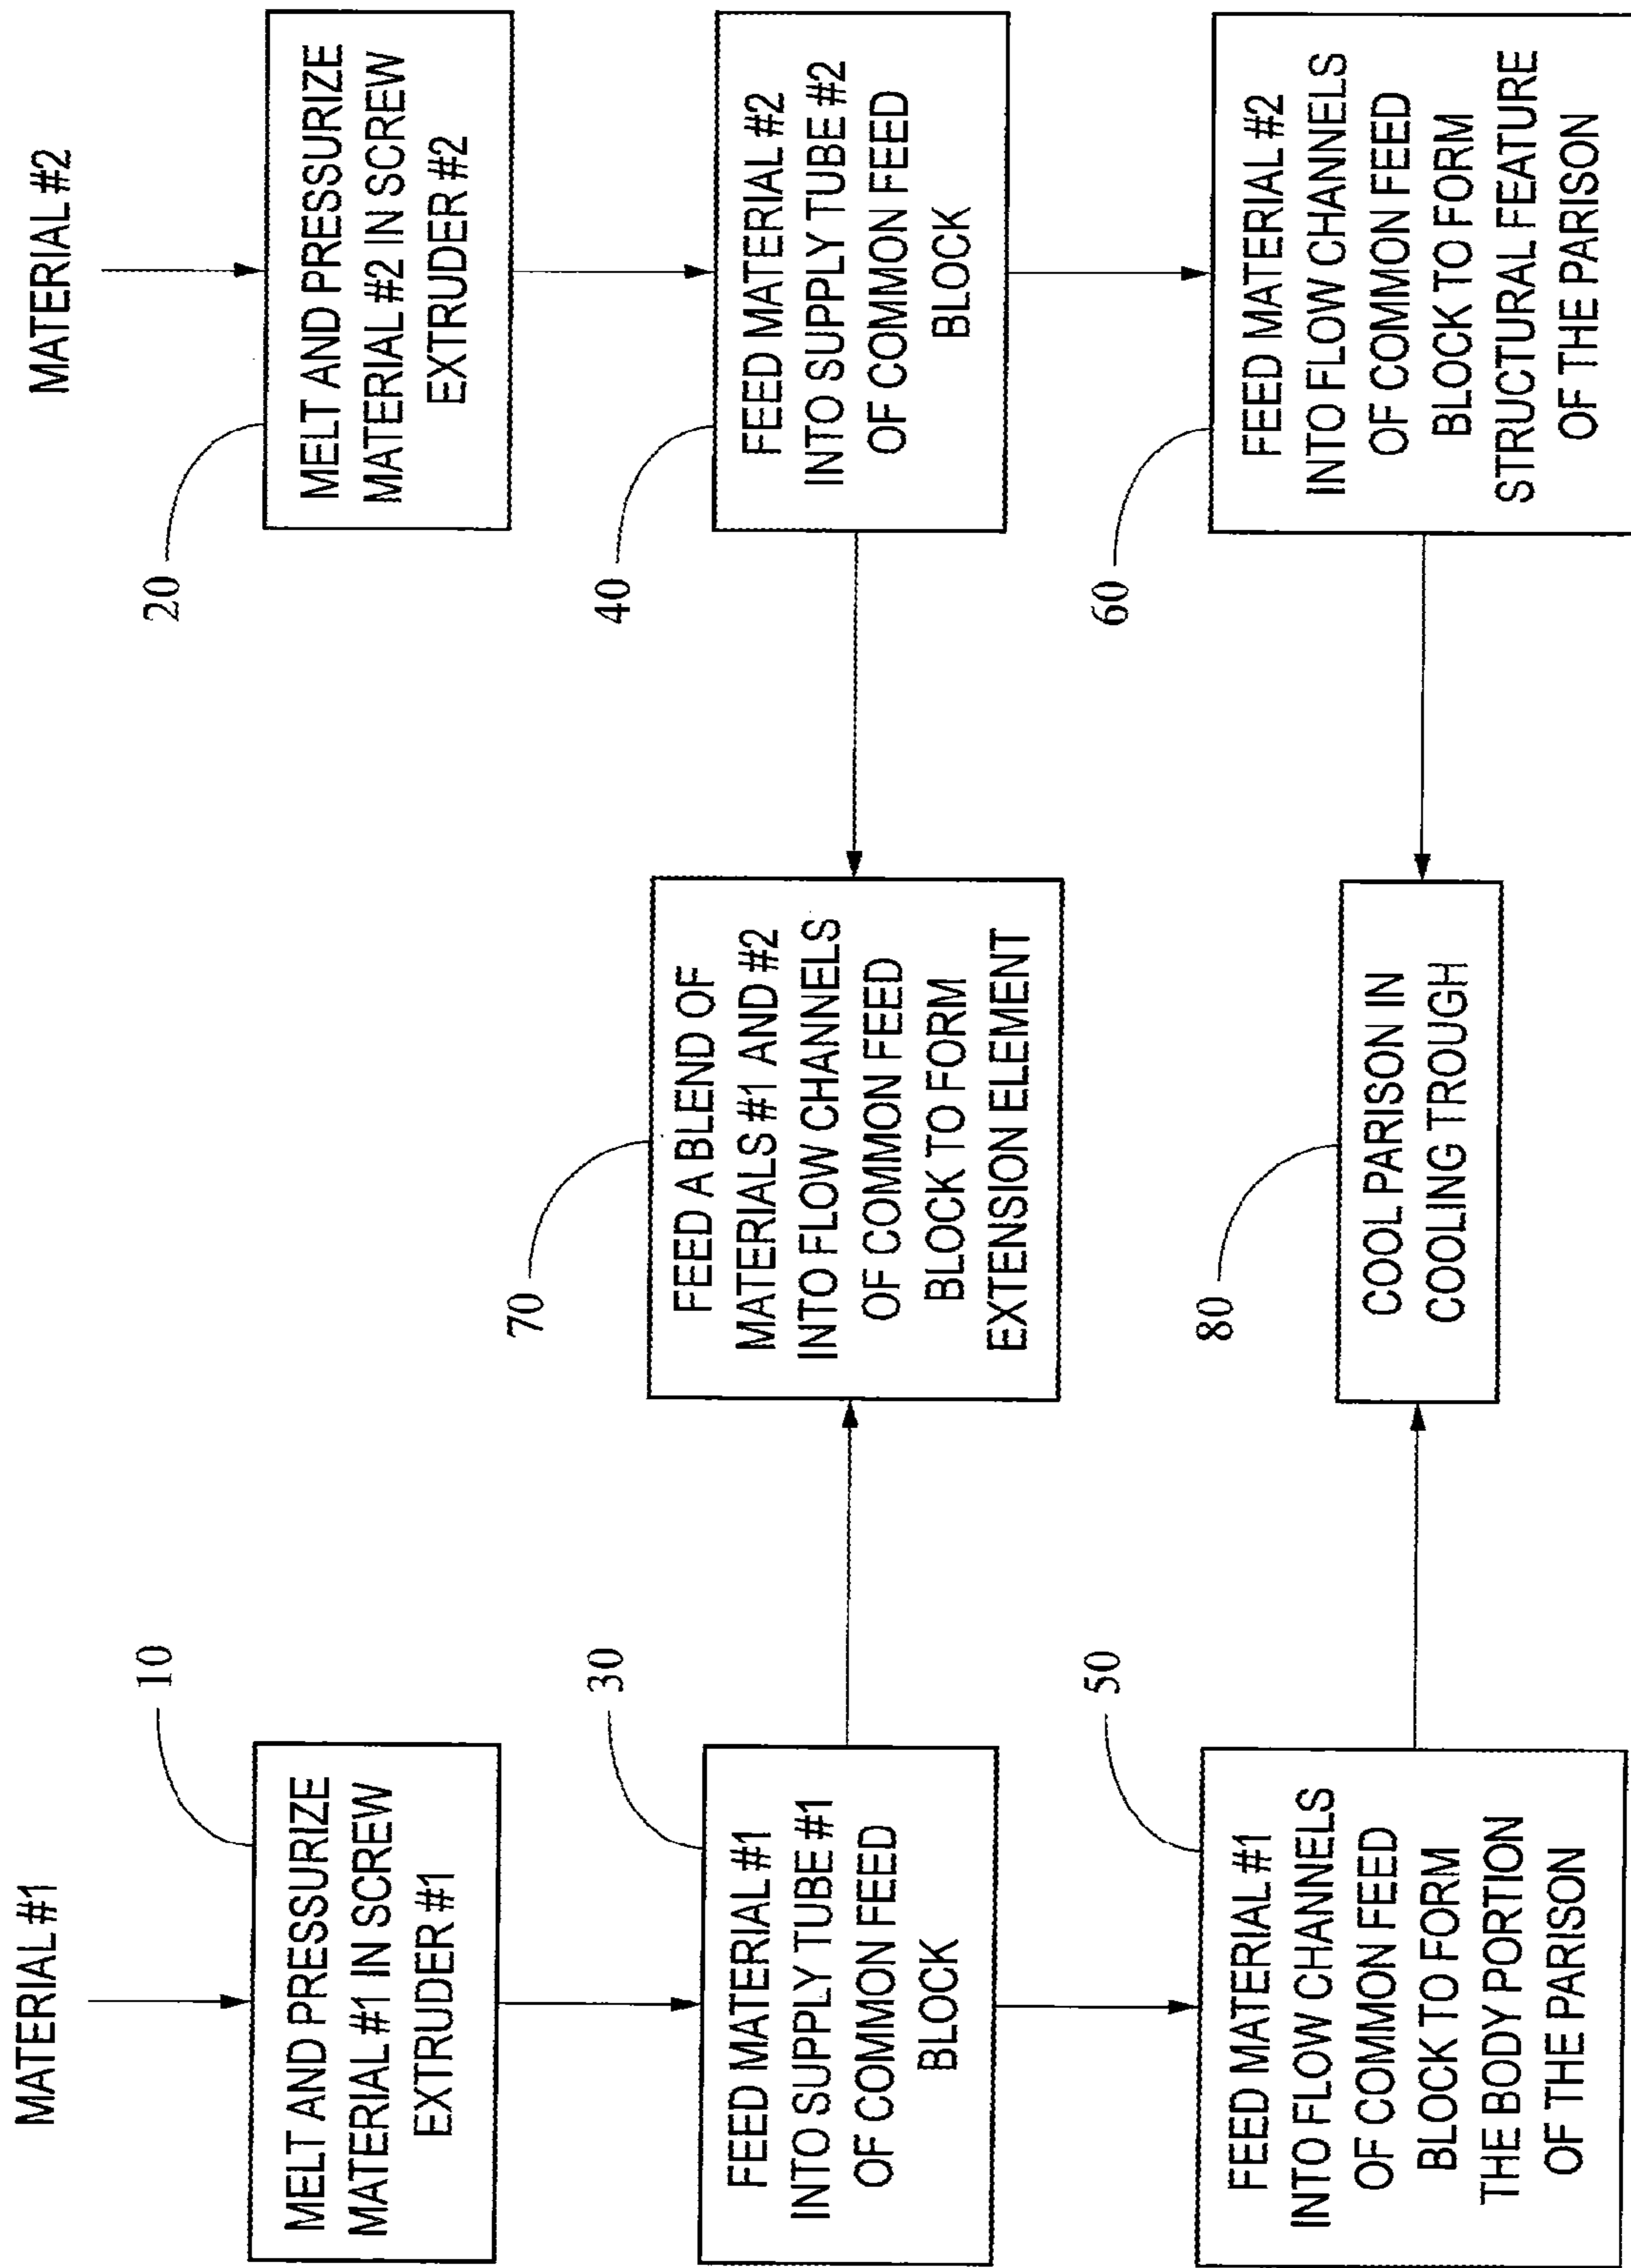 MATERIAL #1
10
MELT AND PRESSURIZE
MATERIAL #1 IN SCREW
EXTRUDER #1
30
FEED MATERIAL #1
INTO SUPPLY TUBE #1
OF COMMON FEED
BLOCK
50
FEED MATERIAL #1
INTO FLOW CHANNELS
OF COMMON FEED
BLOCK TO FORM
THE BODY PORTION
OF THE PARISON
70
FEED A BLEND OF
MATERIALS #1 AND #2
INTO FLOW CHANNELS
OF COMMON FEED
BLOCK TO FORM
EXTENSION ELEMENT
80
COOL PARISON IN
COOLING TROUGH
MATERIAL #2
20
MELT AND PRESSURIZE
MATERIAL #2 IN SCREW
EXTRUDER #2
40
FEED MATERIAL #2
INTO SUPPLY TUBE #2
OF COMMON FEED
BLOCK
60
FEED MATERIAL #2
INTO FLOW CHANNELS
OF COMMON FEED
BLOCK TO FORM
STRUCTURAL FEATURE
OF THE PARISON